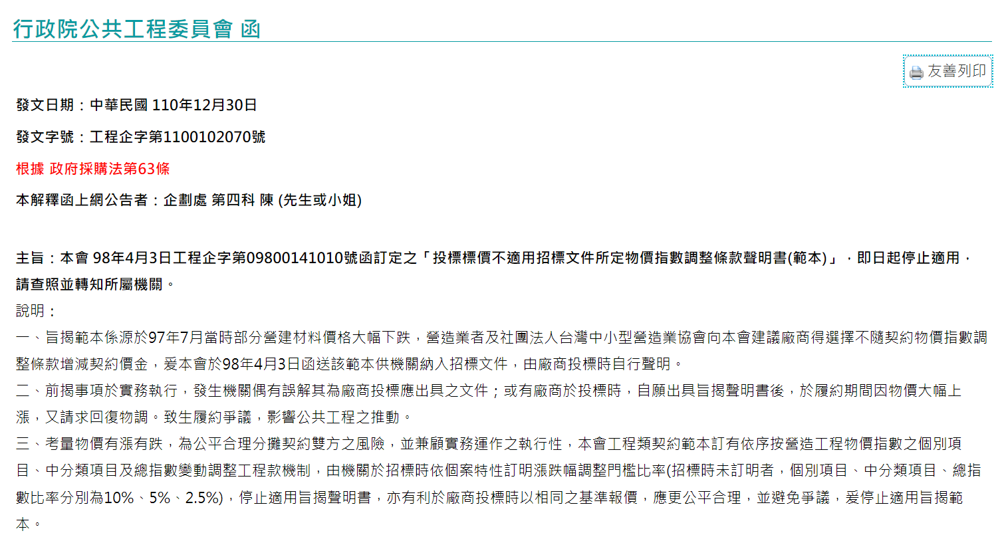 行政院公共工程委員會 函
友善列印
發文日期：中華民國 110年12月30日
發文字號：工程企字第1100102070號
根據 政府採購法第63條
本解釋函上網公告者：企劃處 第四科 陳 (先生或小姐)
主旨：本會 98年4月3日工程企字第09800141010號函訂定之「投標標價不適用招標文件所定物價指數調整條款聲明書(範本)」，即日起停止適用，
請查照並轉知所屬機關。
說明：
一、旨揭範本係源於97年7月當時部分營建材料價格大幅下跌，營造業者及社團法人台灣中小型營造業協會向本會建議廠商得選擇不隨契約物價指數調
整條款增減契約價金，爰本會於98年4月3日函送該範本供機關納入招標文件，由廠商投標時自行聲明。
二、前揭事項於實務執行，發生機關偶有誤解其為廠商投標應出具之文件；或有廠商於投標時，自願出具旨揭聲明書後，於履約期間因物價大幅上
漲，又請求回復物調。致生履約爭議，影響公共工程之推動。
三、考量物價有漲有跌，為公平合理分攤契約雙方之風險，並兼顧實務運作之執行性，本會工程類契約範本訂有依序按營造工程物價指數之個別項
目、中分類項目及總指數變動調整工程款機制，由機關於招標時依個案特性訂明漲跌幅調整門檻比率(招標時未訂明者，個別項目、中分類項目、總指
數比率分別為10%、5%、2.5%)，停止適用旨揭聲明書，亦有利於廠商投標時以相同之基準報價，應更公平合理，並避免爭議，爰停止適用旨揭範
本。